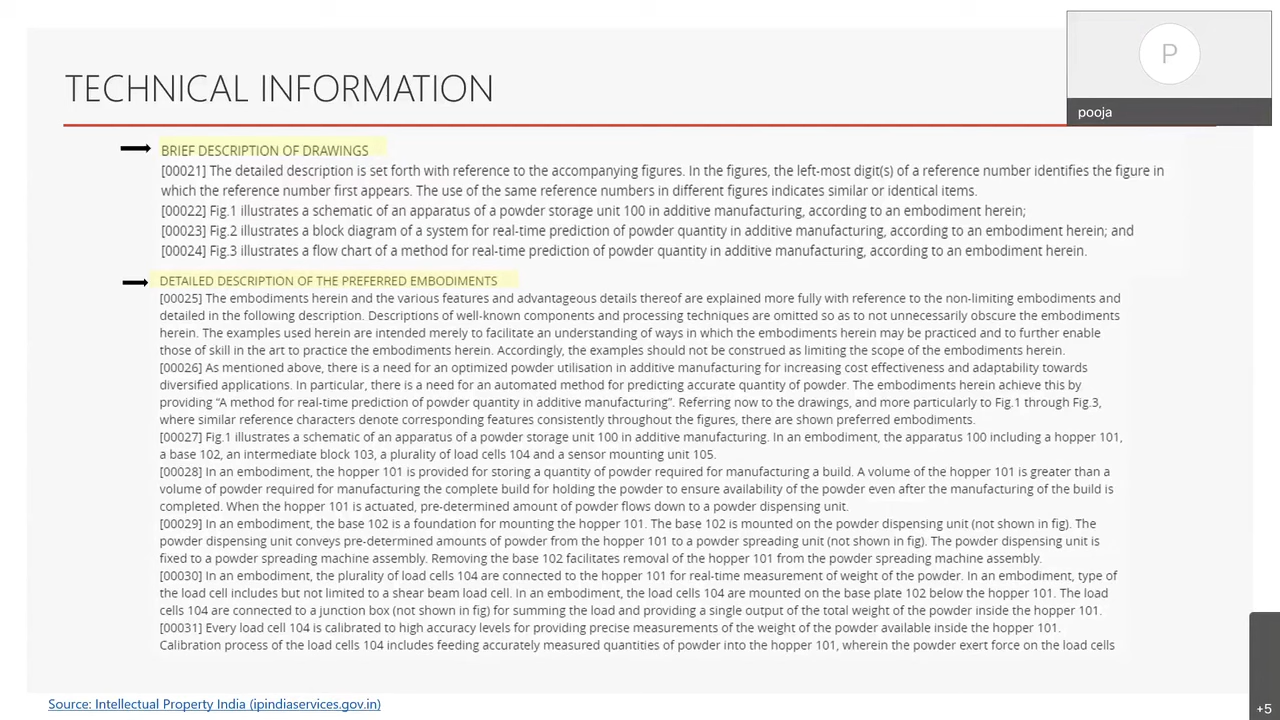 TECHNICAL INFORMATION
P
pooja
BRIEF DESCRIPTION OF DRAWINGS
[00021] The detailed description is set forth with reference to the accompanying figures. In the figures, the left-most digit(s) of a reference number identifies the figure in
which the reference number first appears. The use of the same reference numbers in different figures indicates similar or identical items.
[00022] Fig.1 illustrates a schematic of an apparatus of a powder storage unit 100 in additive manufacturing, according to an embodiment herein;
[00023] Fig.2 illustrates a block diagram of a system for real-time prediction of powder quantity in additive manufacturing, according to an embodiment herein; and
[00024] Fig.3 illustrates a flow chart of a method for real-time prediction of powder quantity in additive manufacturing, according to an embodiment herein.
DETAILED DESCRIPTION OF THE PREFERRED EMBODIMENTS
[00025] The embodiments herein and the various features and advantageous details thereof are explained more fully with reference to the non-limiting embodiments and
detailed in the following description. Descriptions of well-known components and processing techniques are omitted so as to not unnecessarily obscure the embodiments
herein. The examples used herein are intended merely to facilitate an understanding of ways in which the embodiments herein may be practiced and to further enable
those of skill in the art to practice the embodiments herein. Accordingly, the examples should not be construed as limiting the scope of the embodiments herein.
[00026] As mentioned above, there is a need for an optimized powder utilisation in additive manufacturing for increasing cost effectiveness and adaptability towards
diversified applications. In particular, there is a need for an automated method for predicting accurate quantity of powder. The embodiments herein achieve this by
providing "A method for real-time prediction of powder quantity in additive manufacturing". Referring now to the drawings, and more particularly to Fig.1 through Fig.3,
where similar reference characters denote corresponding features consistently throughout the figures, there are shown preferred embodiments.
[00027] Fig.1 illustrates a schematic of an apparatus of a powder storage unit 100 in additive manufacturing. In an embodiment, the apparatus 100 including a hopper 101,
a base 102, an intermediate block 103, a plurality of load cells 104 and a sensor mounting unit 105.
[00028] In an embodiment, the hopper 101 is provided for storing a quantity of powder required for manufacturing a build. A volume of the hopper 101 is greater than a
volume of powder required for manufacturing the complete build for holding the powder to ensure availability of the powder even after the manufacturing of the build is
completed. When the hopper 101 is actuated, pre-determined amount of powder flows down to a powder dispensing unit.
[00029] In an embodiment, the base 102 is a foundation for mounting the hopper 101. The base 102 is mounted on the powder dispensing unit (not shown in fig). The
powder dispensing unit conveys pre-determined amounts of powder from the hopper 101 to a powder spreading unit (not shown in fig). The powder dispensing unit is
fixed to a powder spreading machine assembly. Removing the base 102 facilitates removal of the hopper 101 from the powder spreading machine assembly.
[00030] In an embodiment, the plurality of load cells 104 are connected to the hopper 101 for real-time measurement of weight of the powder. In an embodiment, type of
the load cell includes but not limited to a shear beam load cell. In an embodiment, the load cells 104 are mounted on the base plate 102 below the hopper 101. The load
cells 104 are connected to a junction box (not shown in fig) for summing the load and providing a single output of the total weight of the powder inside the hopper 101.
[00031] Every load cell 104 is calibrated to high accuracy levels for providing precise measurements of the weight of the powder available inside the hopper 101.
Calibration process of the load cells 104 includes feeding accurately measured quantities of powder into the hopper 101, wherein the powder exert force on the load cells
Source: Intellectual Property India (ipindiaservices.gov.in)
+5